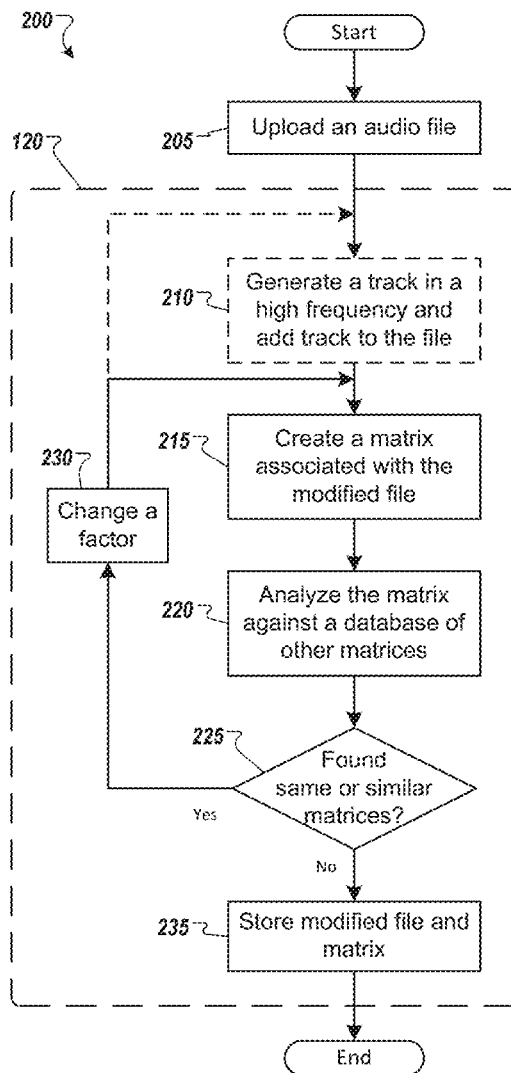 200
Start
Upload an audio file
205
120
Generate a track in a
high frequency and
add track to the file
210
Create a matrix
associated with the
modified file
215
230
Change a
factor
Analyze the matrix
against a database of
other matrices
220
225
Found
same or similar
matrices?
Yes
No
Store modified file and
matrix
235
End